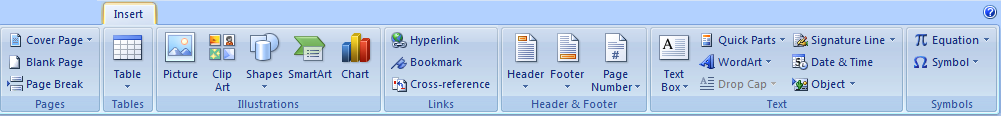 Insert
Cover Page
Blank Page
Page Break
Pages
Table
Tables
Picture
Clip
Art
Shapes
SmartArt
Chart
Illustrations
Hyperlink
Bookmark
Cross-reference
Links
Header
Footer
Page
Number
#
Header & Footer
A
Text
Box
Quick Parts
WordArt
Drop Cap
Signature Line
Date & Time
Object
Text
π Equation
Ω Symbol
Symbols